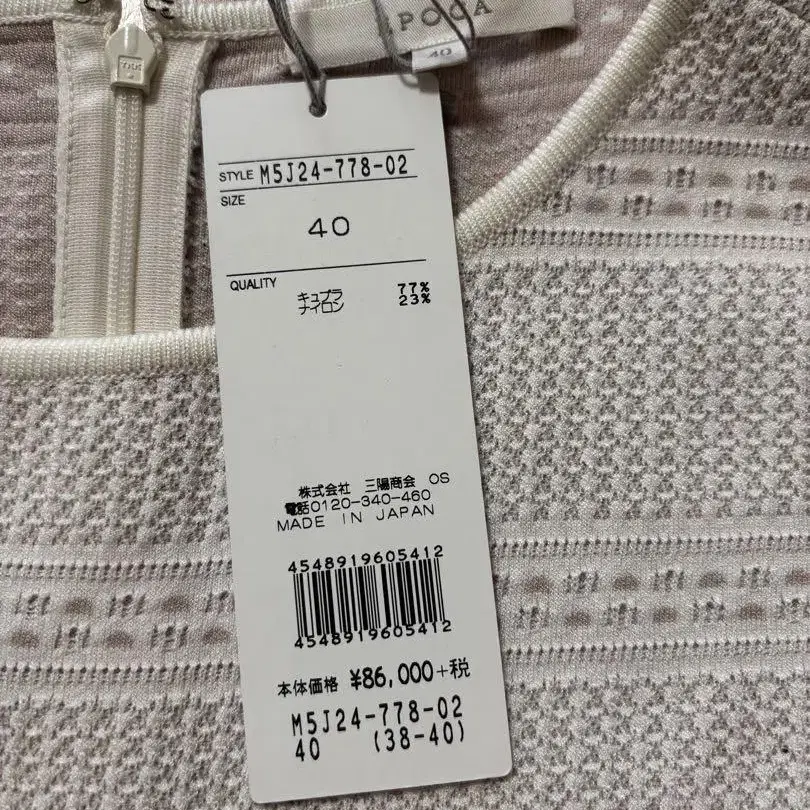 POCA
40
STYLE M5J24-778-02
SIZE
40
QUALITY
キュプラ 77%
ナイロン 23%
株式会社 三陽商会 OS
電話0120-340-460
MADE IN JAPAN
4548919605412
4548919605412
本体価格 ¥86,000+税
M5J24-778-02
40 (38-40)